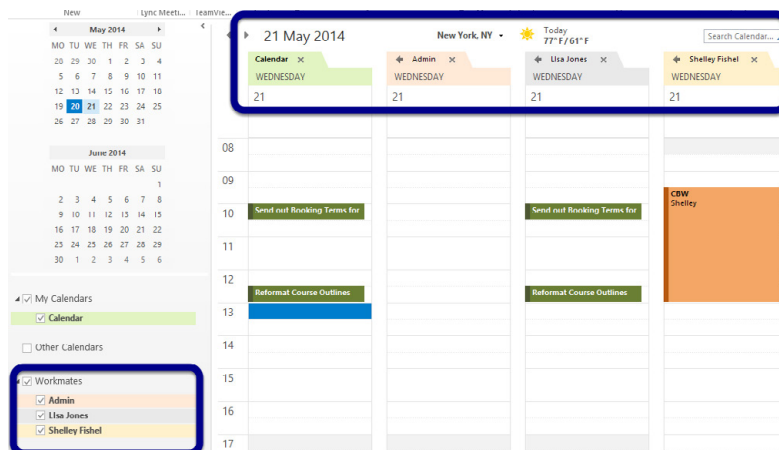 New Lync Meeti... TeamVie...
May 2014
MO TU WE TH FR SA SU
28 29 30 1 2 3 4
5 6 7 8 9 10 11
12 13 14 15 16 17 18
19 20 21 22 23 24 25
26 27 28 29 30 31
June 2014
MO TU WE TH FR SA SU
1
2 3 4 5 6 7 8
9 10 11 12 13 14 15
16 17 18 19 20 21 22
23 24 25 26 27 28 29
30 1 2 3 4 5 6
My Calendars
Calendar
Other Calendars
Workmates
Admin
LIsa Jones
Shelley Fishel
21 May 2014
New York, NY
Today
77°F/61°F
Search Calendar...
Calendar
Admin
LIsa Jones
Shelley Fishel
WEDNESDAY WEDNESDAY WEDNESDAY WEDNESDAY
21 21 21 21
08
09
CBW
Shelley
10
Send out Booking Terms for
Send out Booking Terms for
11
12
Reformat Course Outlines
Reformat Course Outlines
13
14
15
16
17